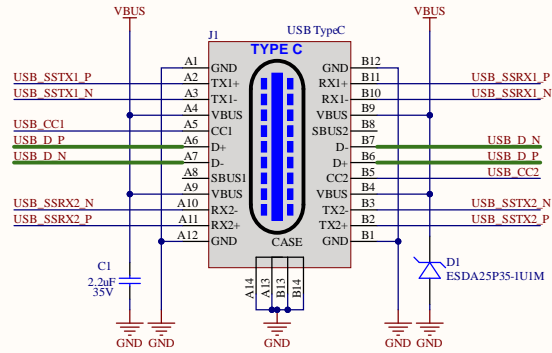 VBUS VBUS
J1 USB TypeC
TYPE C
A1 GND GND B12
USB_SSTX1_P A2 TX1+ RX1+ B11 USB_SSRX1_P
USB_SSTX1_N A3 TX1- RX1- B10 USB_SSRX1_N
A4 VBUS VBUS B9
USB_CC1 A5 CC1 SBUS2 B8
USB_D_P A6 D+ D- B7 USB_D_N
USB_D_N A7 D- D+ B6 USB_D_P
A8 SBUS1 CC2 B5 USB_CC2
A9 VBUS VBUS B4
USB_SSRX2_N A10 RX2- TX2- B3 USB_SSTX2_N
USB_SSRX2_P A11 RX2+ TX2+ B2 USB_SSTX2_P
A12 GND GND B1
CASE
C1
2.2uF
35V
A14 A13 B13 B14
D1
ESDA25P35-1U1M
GND GND GND GND GND